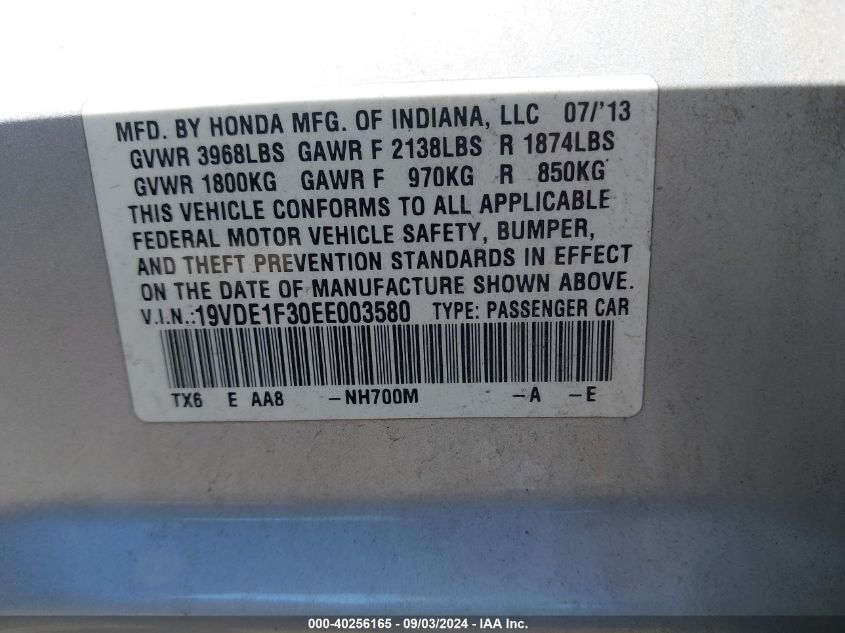 MFD. BY HONDA MFG. OF INDIANA, LLC 07/'13
GVWR 3968LBS GAWR F 2138LBS R 1874LBS
GVWR 1800KG GAWR F 970KG R 850KG
THIS VEHICLE CONFORMS TO ALL APPLICABLE
FEDERAL MOTOR VEHICLE SAFETY, BUMPER,
AND THEFT PREVENTION STANDARDS IN EFFECT
ON THE DATE OF MANUFACTURE SHOWN ABOVE.
V.I.N.:19VDE1F30EE003580 TYPE: PASSENGER CAR
TX6 E AA8 -NH700M -A -E
000-40256165 - 09/03/2024 - IAA Inc.